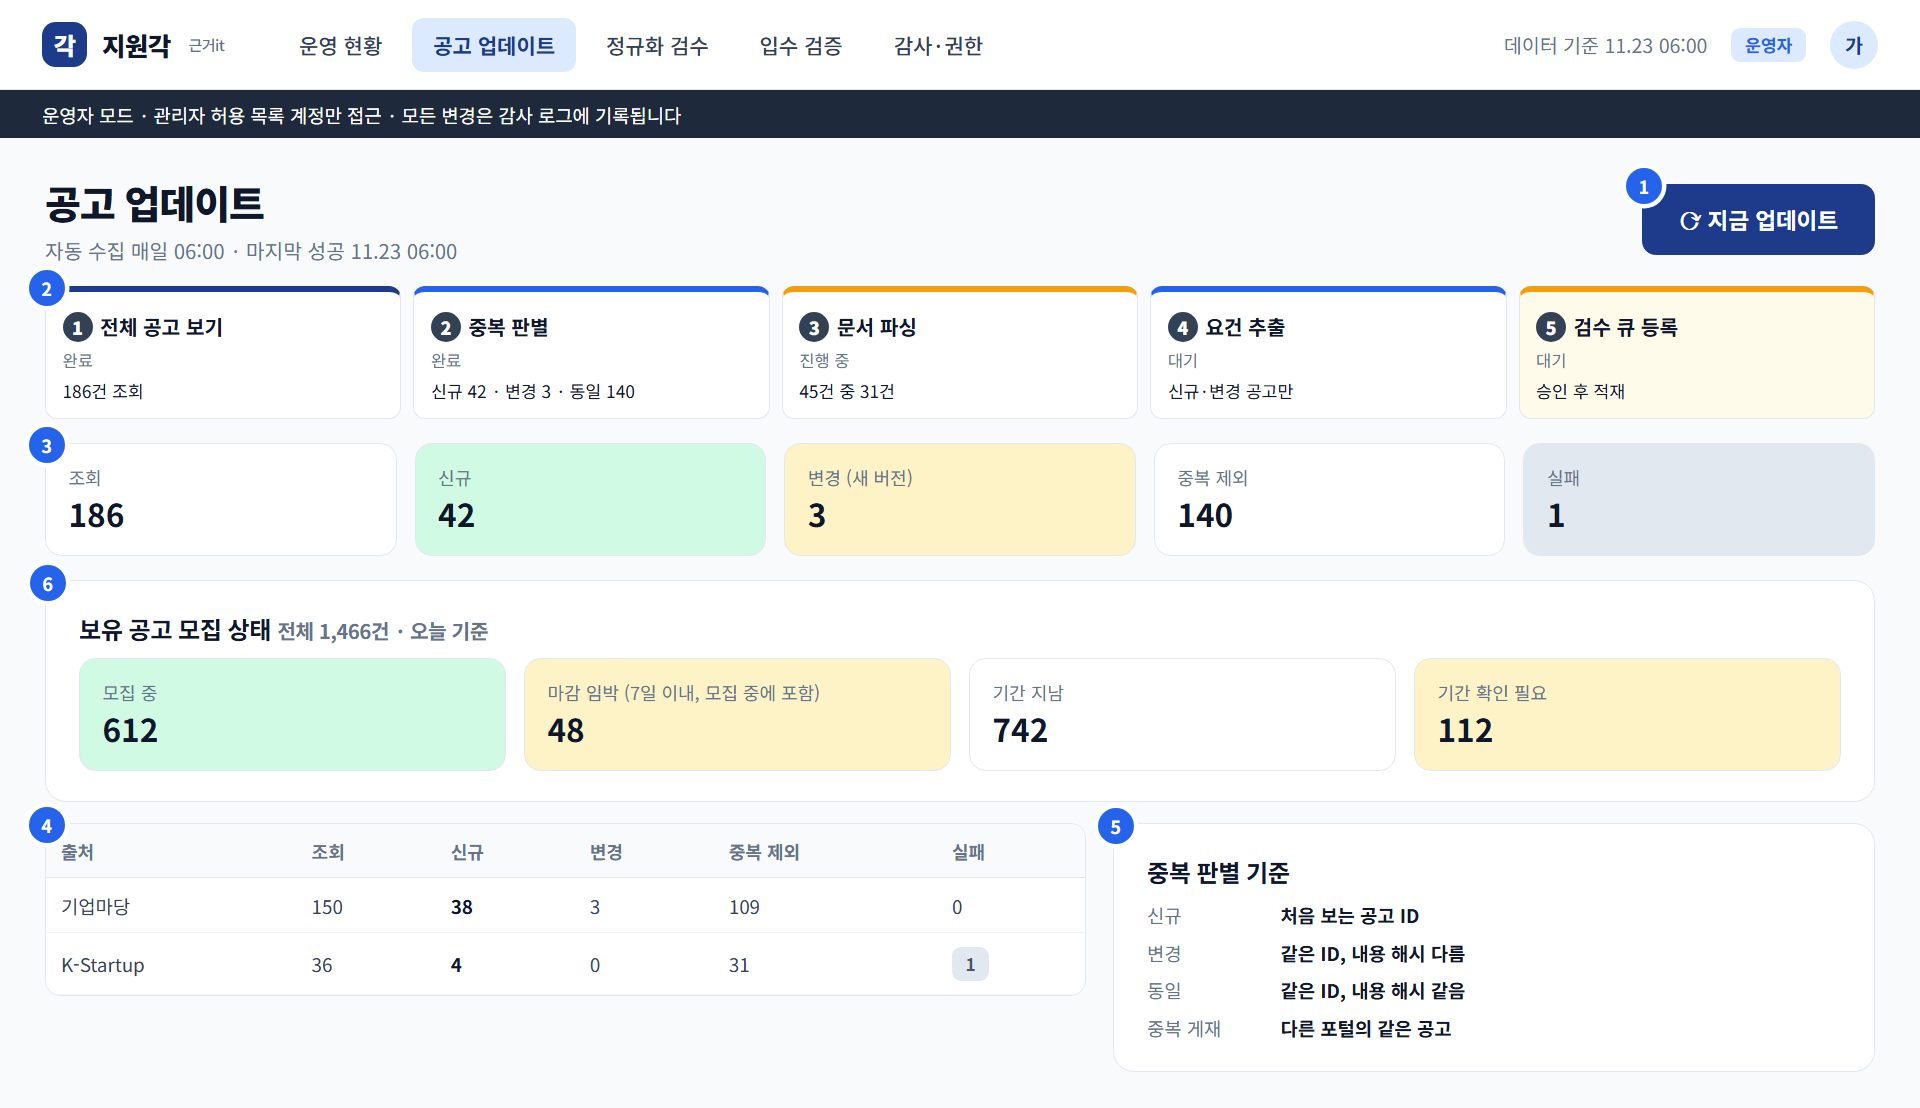 각 지원각 근거it 운영 현황 공고 업데이트 정규화 검수 입수 검증 감사·권한 데이터 기준 11.23 06:00 운영자 가
운영자 모드 · 관리자 허용 목록 계정만 접근 · 모든 변경은 감사 로그에 기록됩니다
공고 업데이트
자동 수집 매일 06:00 · 마지막 성공 11.23 06:00
1
⟳ 지금 업데이트
2
1 전체 공고 보기
완료
186건 조회
2 중복 판별
완료
신규 42 · 변경 3 · 동일 140
3 문서 파싱
진행 중
45건 중 31건
4 요건 추출
대기
신규·변경 공고만
5 검수 큐 등록
대기
승인 후 적재
3
조회
186
신규
42
변경 (새 버전)
3
중복 제외
140
실패
1
6
보유 공고 모집 상태 전체 1,466건 · 오늘 기준
모집 중
612
마감 임박 (7일 이내, 모집 중에 포함)
48
기간 지남
742
기간 확인 필요
112
4
출처 조회 신규 변경 중복 제외 실패
기업마당 150 38 3 109 0
K-Startup 36 4 0 31 1
5
중복 판별 기준
신규 처음 보는 공고 ID
변경 같은 ID, 내용 해시 다름
동일 같은 ID, 내용 해시 같음
중복 게재 다른 포털의 같은 공고